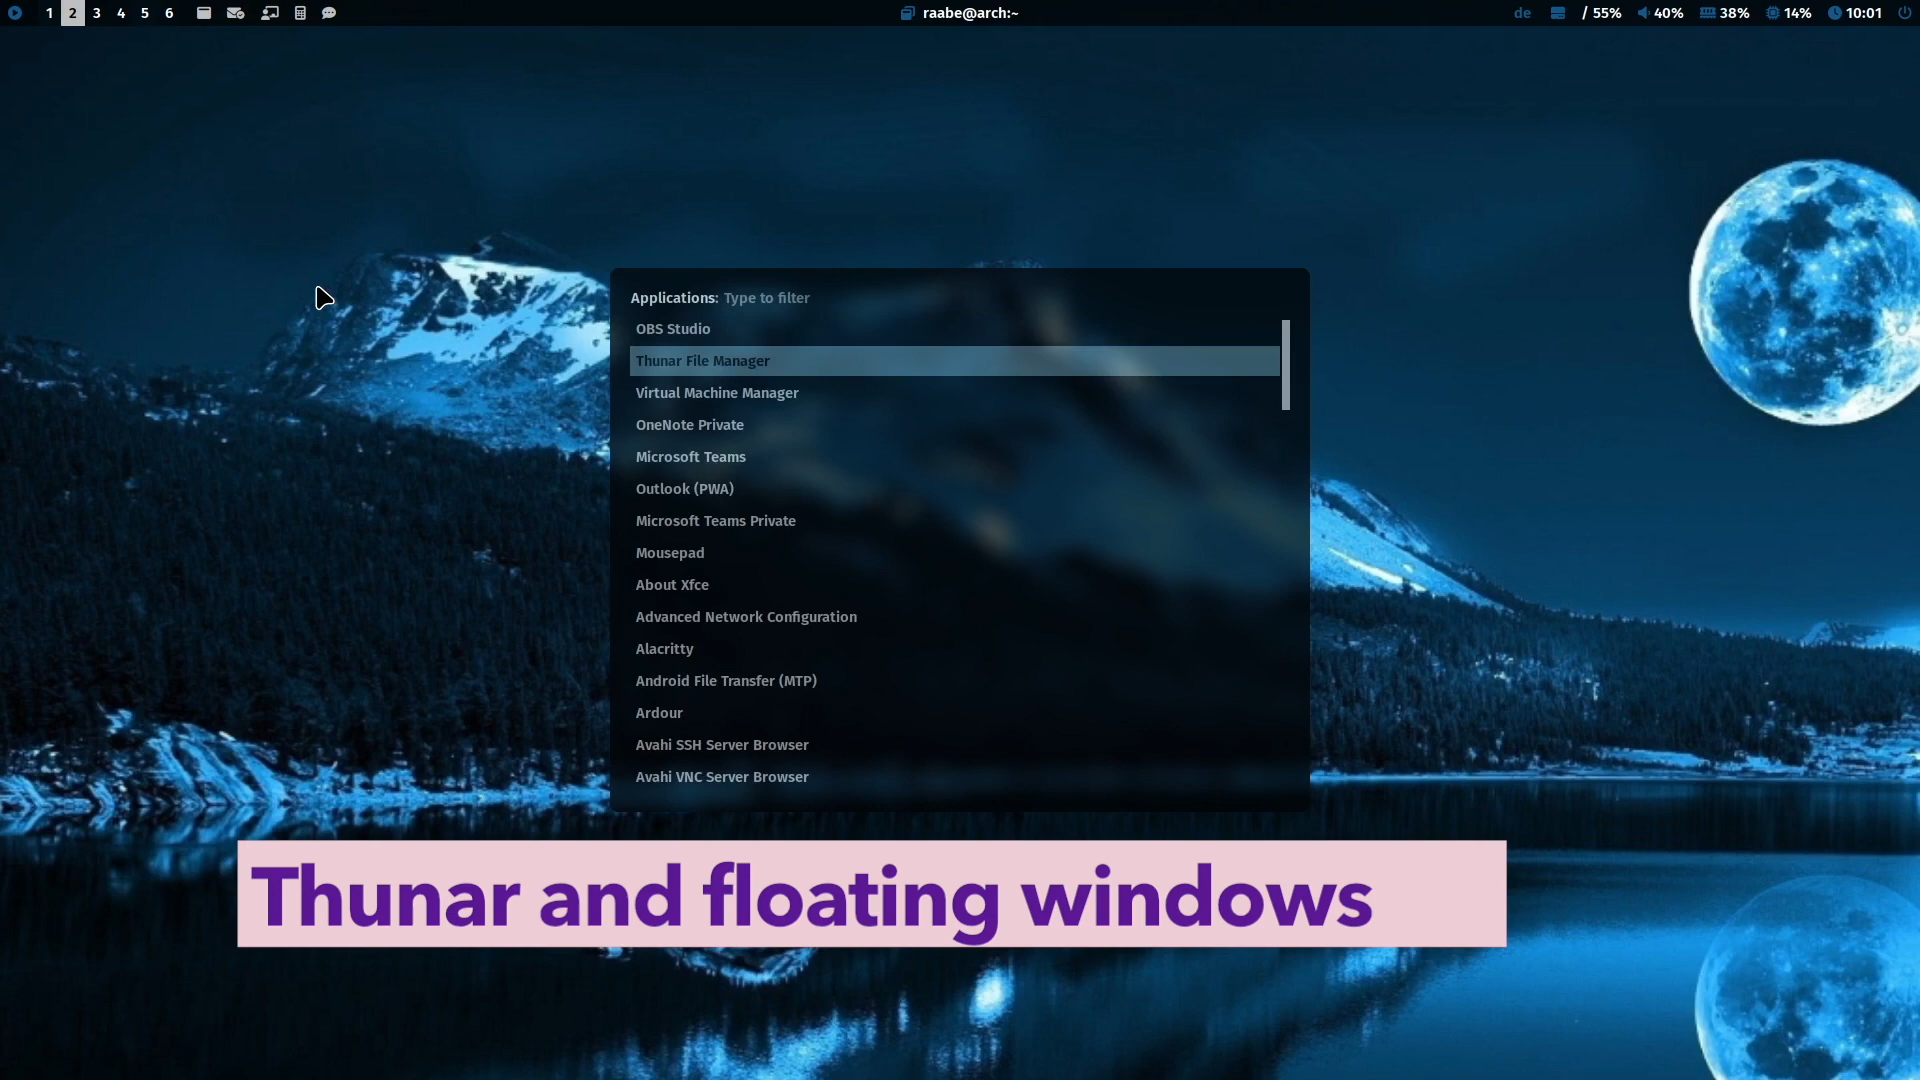 1 2 3 4 5 6
raabe@arch:~
de / 55% 40% 38% 14% 10:01
Applications: Type to filter
OBS Studio
Thunar File Manager
Virtual Machine Manager
OneNote Private
Microsoft Teams
Outlook (PWA)
Microsoft Teams Private
Mousepad
About Xfce
Advanced Network Configuration
Alacritty
Android File Transfer (MTP)
Ardour
Avahi SSH Server Browser
Avahi VNC Server Browser
Thunar and floating windows